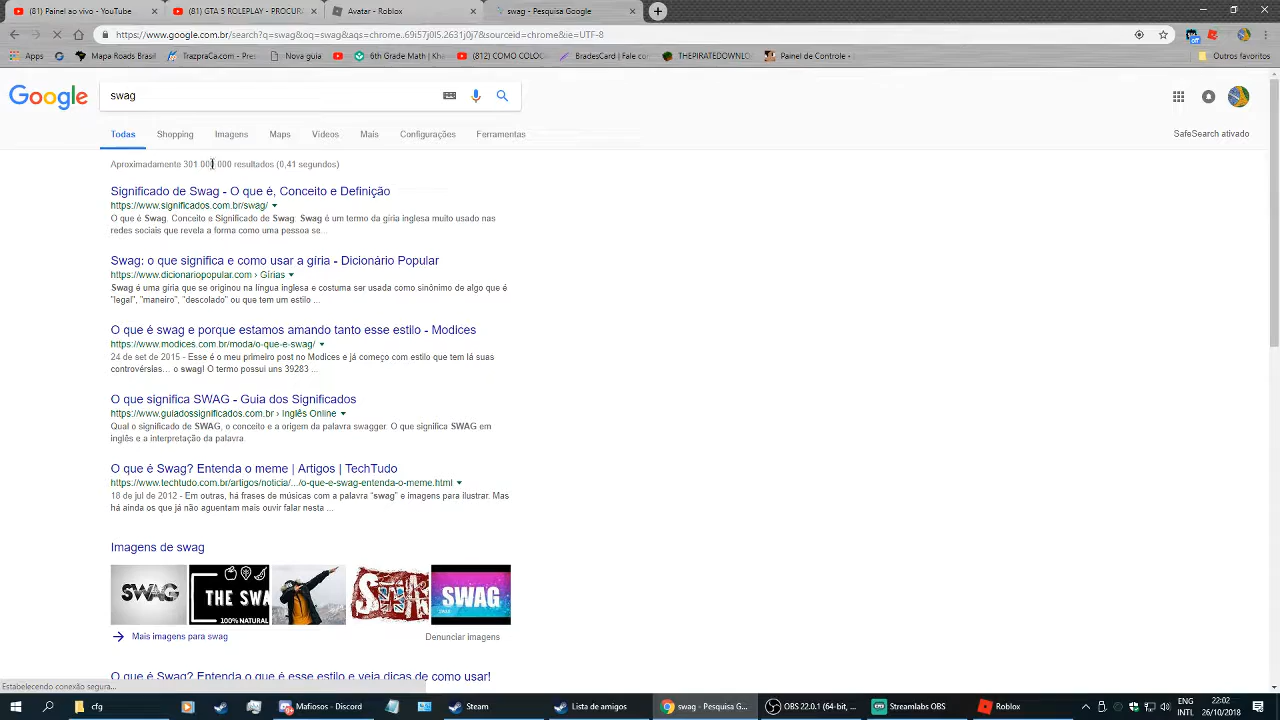 (81) Painel ao vivo - YouTube
(81) GTA 5 ROLEPLAY - PROCURA
Avatar - Roblox
swag - Pesquisa Google
https://www.google.com.br/search?q=swag&oq=swag&aqs=chrome..69i57j0l5.2631j0j7&sourceid=chrome&ie=UTF-8
off
Apps
Mapa Roads Brasil
TrazpraCa.com - Pres
Nova guia
6th Grade Math | Khe
(812) COMO COLOC
BradesCard | Fale co
THEPIRATEDOWNLO
Painel de Controle -
Outros favoritos
Google
swag
Todas Shopping Imagens Maps Vídeos Mais Configurações Ferramentas
SafeSearch ativado
Aproximadamente 301.000.000 resultados (0,41 segundos)
Significado de Swag - O que é, Conceito e Definição
https://www.significados.com.br/swag/
O que é Swag. Conceito e Significado de Swag: Swag é um termo da gíria inglesa muito usado nas
redes sociais que revela a forma como uma pessoa se...
Swag: o que significa e como usar a gíria - Dicionário Popular
https://www.dicionariopopular.com › Gírias
Swag é uma gíria que se originou na língua inglesa e costuma ser usada como sinônimo de algo que é
"legal", "maneiro", "descolado" ou que tem um estilo ...
O que é swag e porque estamos amando tanto esse estilo - Modices
https://www.modices.com.br/moda/o-que-e-swag/
24 de set de 2015 - Esse é o meu primeiro post no Modices e já começo com estilo que tem lá suas
controvérsias… o swag! O termo possui uns 39283 ...
O que significa SWAG - Guia dos Significados
https://www.guiadossignificados.com.br › Inglês Online
Qual o significado de SWAG, o conceito e a origem da palavra swagger. O que significa SWAG em
inglês e a interpretação da palavra.
O que é Swag? Entenda o meme | Artigos | TechTudo
https://www.techtudo.com.br/artigos/noticia/.../o-que-e-swag-entenda-o-meme.html
18 de jul de 2012 - Em outras, há frases de músicas com a palavra “swag” e imagens para ilustrar. Mas
há ainda os que já não aguentam mais ouvir falar nesta ...
Imagens de swag
SWAG
THE SWA
100% NATURAL
SWAG
SWAG
Mais imagens para swag
Denunciar imagens
O que é Swag? Entenda o que é esse estilo e veja dicas de como usar!
Estabelecendo conexão segura...
cfg
Mafiosos - Discord
Steam
Lista de amigos
swag - Pesquisa G...
OBS 22.0.1 (64-bit, ...
Streamlabs OBS
Roblox
ENG
INTL
22:02
26/10/2018